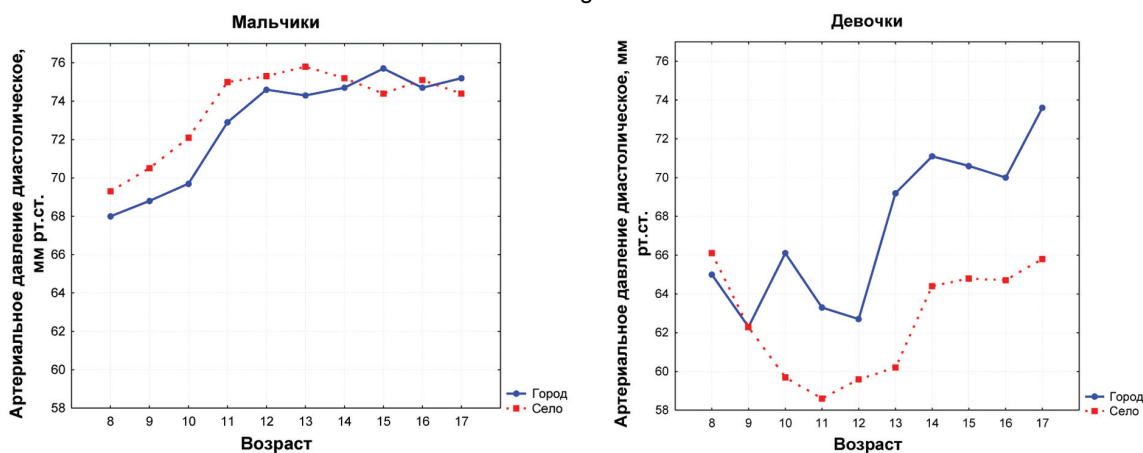 Мальчики
Артериальное давление диастолическое,
мм рт.ст.
76
74
72
70
68
66
64
62
60
58
8 9 10 11 12 13 14 15 16 17
Возраст
Город
Село
Девочки
Артериальное давление диастолическое, мм
рт.ст.
76
74
72
70
68
66
64
62
60
58
8 9 10 11 12 13 14 15 16 17
Возраст
Город
Село